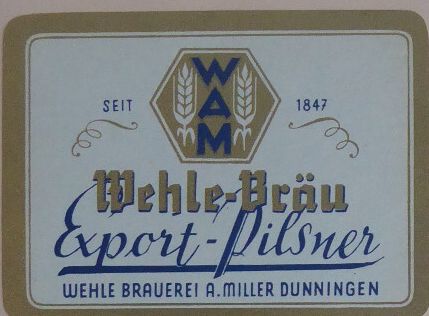 WAM
SEIT 1847
Wehle-Bräu
Export-Pilsner
WEHLE BRAUEREI A.MILLER DUNNINGEN